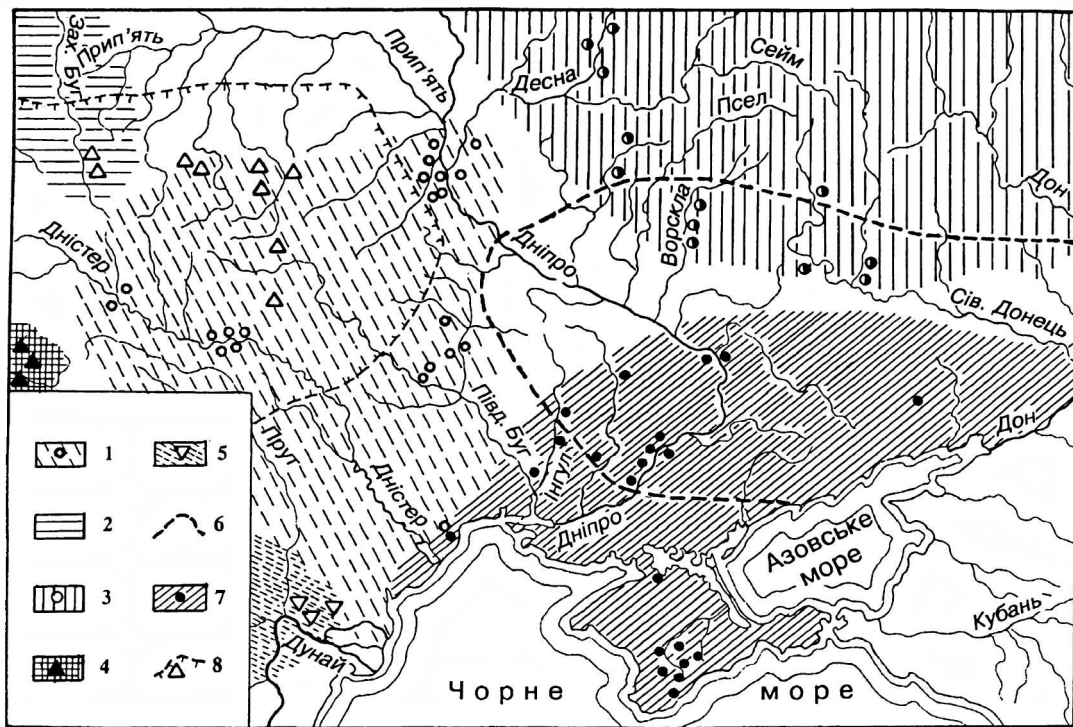 Зах. Буг
Прип'ять
Прип'ять
Десна
Сейм
Псел
Дон
Ворскла
Дністер
Дніпро
Сів. Донець
Півд. Буг
Інгул
Дон
Прут
Дністер
Дніпро
Азовське
море
Кубань
Дунай
Чорне море
1 5
2 6
3 7
4 8